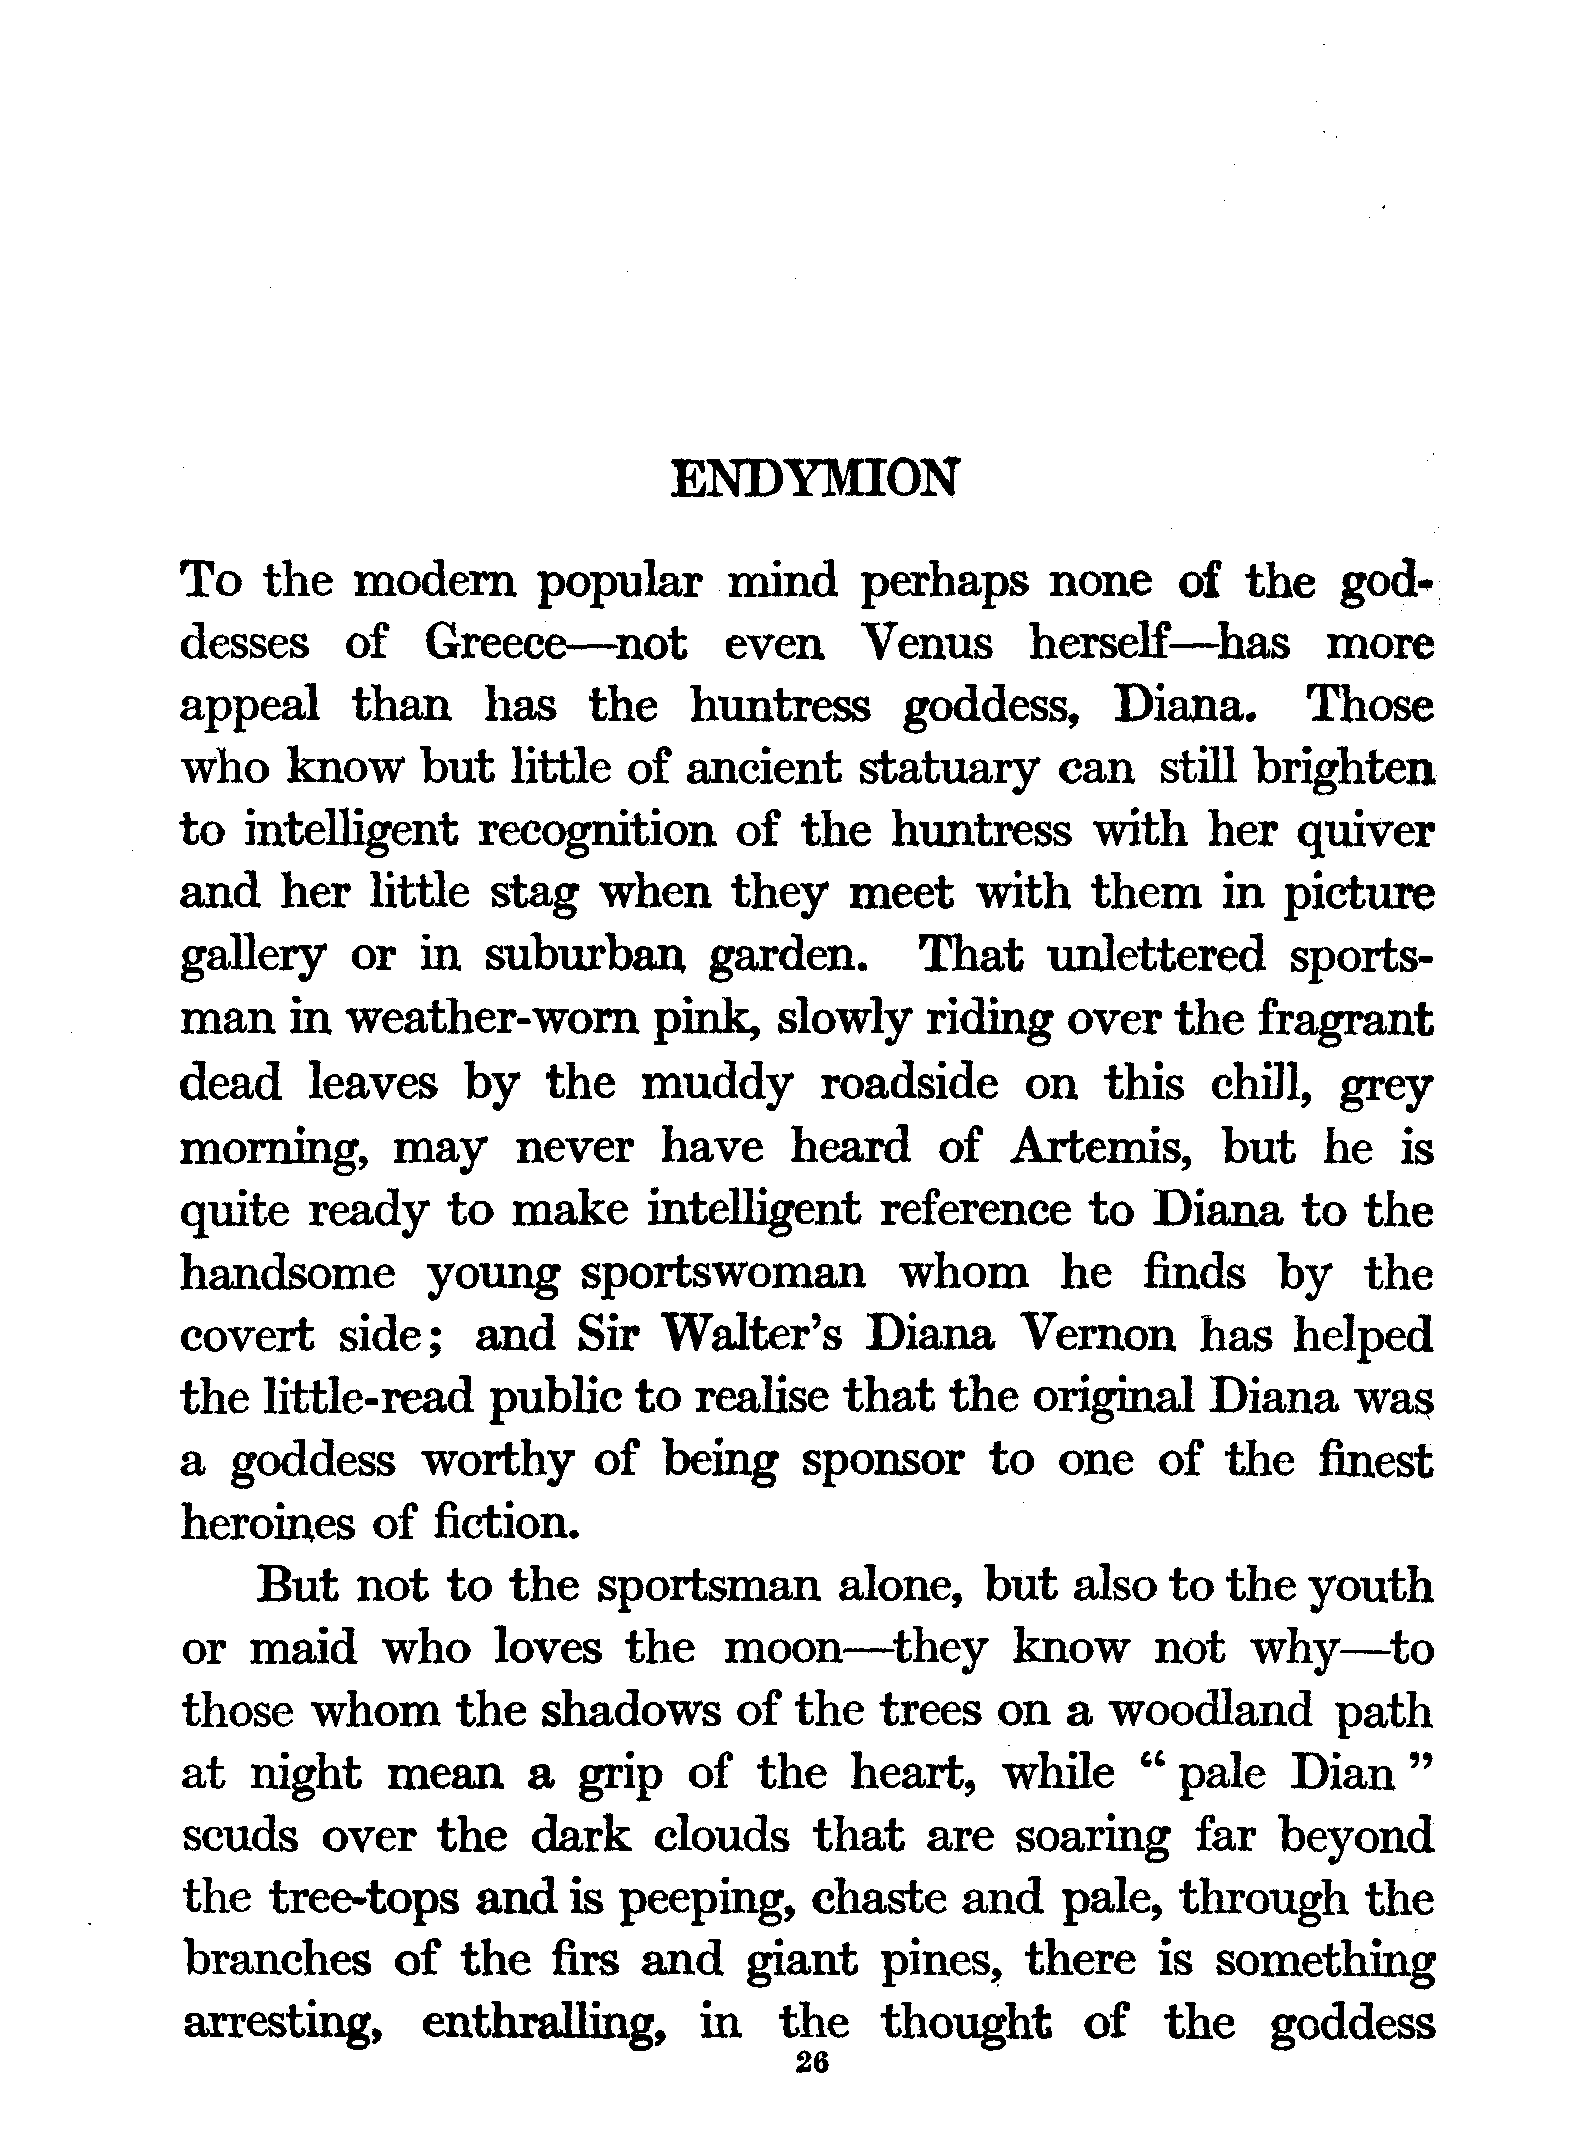 ENDYMION
To the modern popular mind perhaps none of the god-
desses of Greece—not even Venus herself—has more
appeal than has the huntress goddess, Diana. Those
who know but little of ancient statuary can still brighten
to intelligent recognition of the huntress with her quiver
and her little stag when they meet with them in picture
gallery or in suburban garden. That unlettered sports-
man in weather-worn pink, slowly riding over the fragrant
dead leaves by the muddy roadside on this chill, grey
morning, may never have heard of Artemis, but he is
quite ready to make intelligent reference to Diana to the
handsome young sportswoman whom he finds by the
covert side; and Sir Walter's Diana Vernon has helped
the little-read public to realise that the original Diana was
a goddess worthy of being sponsor to one of the finest
heroines of fiction.
But not to the sportsman alone, but also to the youth
or maid who loves the moon—they know not why—to
those whom the shadows of the trees on a woodland path
at night mean a grip of the heart, while “ pale Dian ”
scuds over the dark clouds that are soaring far beyond
the tree-tops and is peeping, chaste and pale, through the
branches of the firs and giant pines, there is something
arresting, enthralling, in the thought of the goddess
26